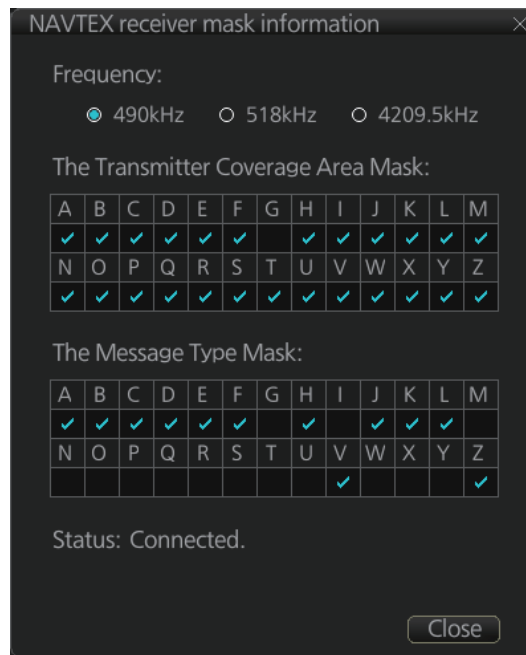 NAVTEX receiver mask information
Frequency:
490kHz 518kHz 4209.5kHz
The Transmitter Coverage Area Mask:
A B C D E F G H I J K L M
N O P Q R S T U V W X Y Z
The Message Type Mask:
A B C D E F G H I J K L M
N O P Q R S T U V W X Y Z
Status: Connected.
Close